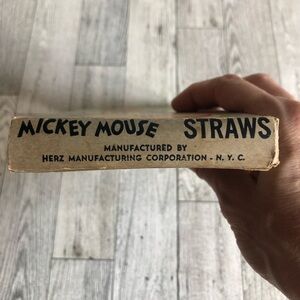 MICKEY MOUSE STRAWS
MANUFACTURED BY
HERZ MANUFACTURING CORPORATION - N. Y. C.